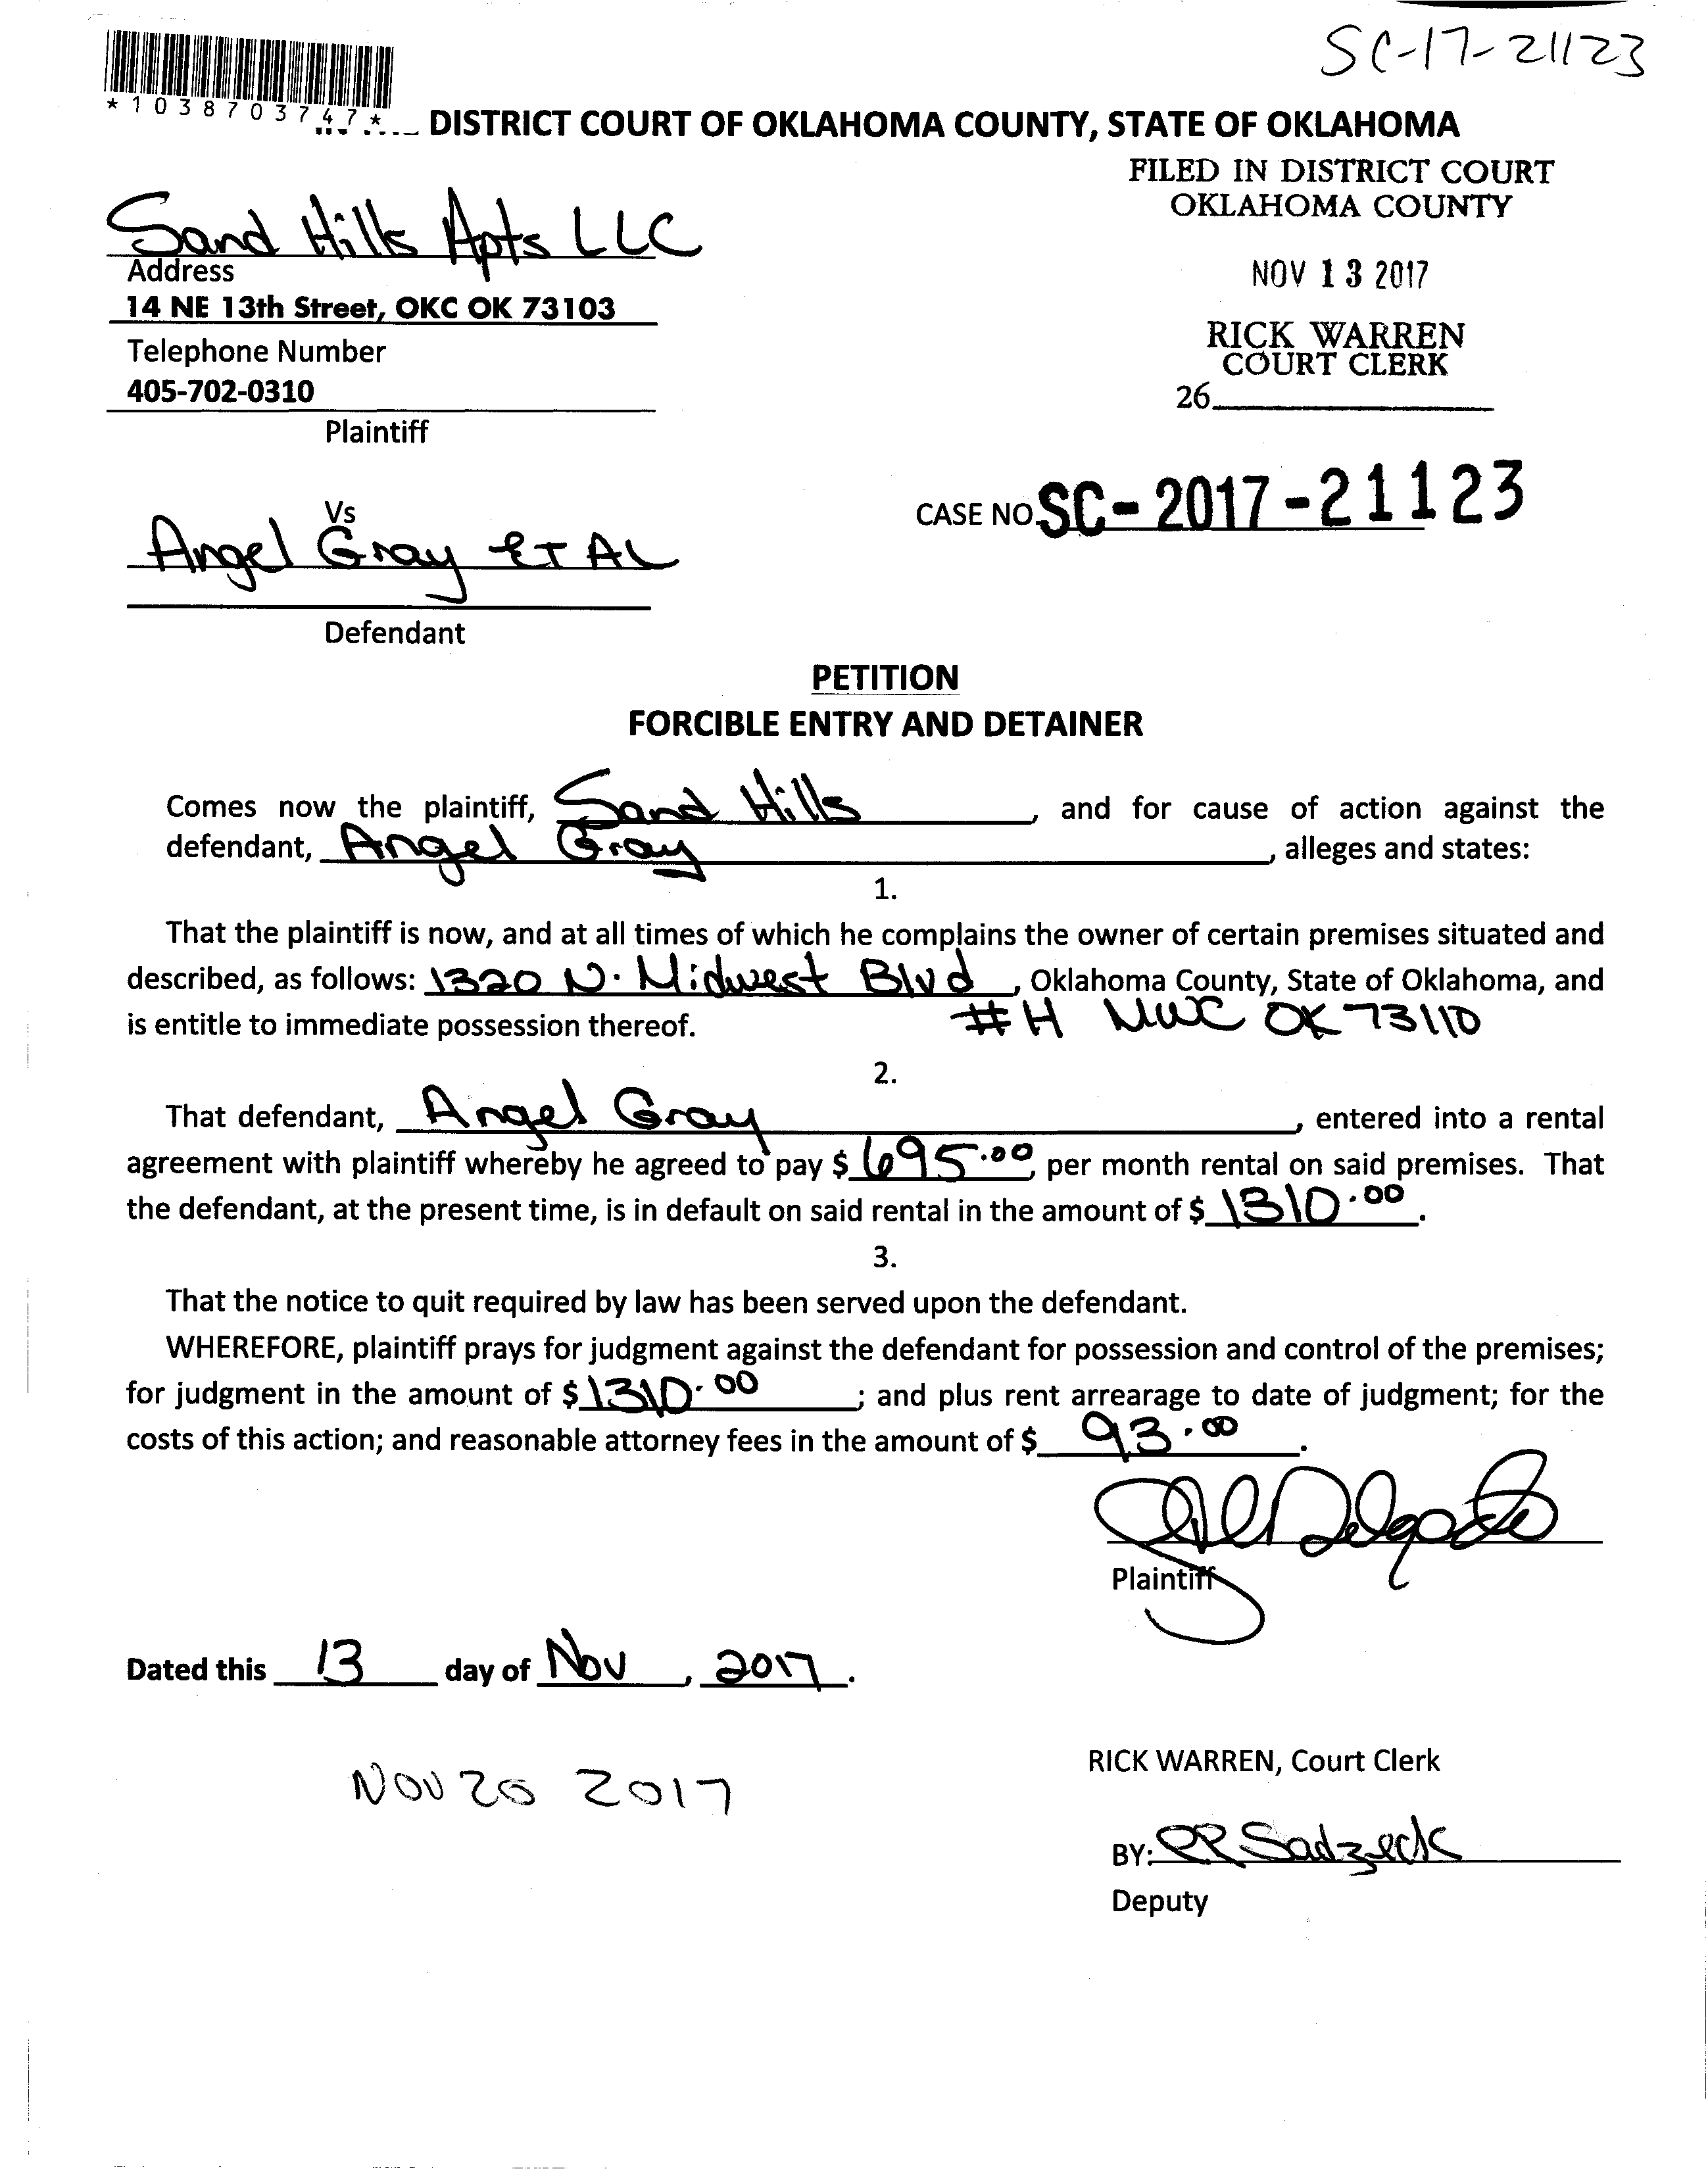 SC-17-21123
*1038703747*
DISTRICT COURT OF OKLAHOMA COUNTY, STATE OF OKLAHOMA
FILED IN DISTRICT COURT
OKLAHOMA COUNTY
Sand Hills Apts LLC
Address
14 NE 13th Street, OKC OK 73103
NOV 13 2017
Telephone Number
405-702-0310
RICK WARREN
COURT CLERK
26
Plaintiff
Vs
CASE NO. SC-2017-21123
Angel Gray ET AL
Defendant
PETITION
FORCIBLE ENTRY AND DETAINER
Comes now the plaintiff, Sand Hills, and for cause of action against the
defendant, Angel Gray, alleges and states:
1.
That the plaintiff is now, and at all times of which he complains the owner of certain premises situated and
described, as follows: 1320 N. Midwest Blvd, Oklahoma County, State of Oklahoma, and
is entitle to immediate possession thereof. #H MWC OK 73110
2.
That defendant, Angel Gray, entered into a rental
agreement with plaintiff whereby he agreed to pay $ 695.00, per month rental on said premises. That
the defendant, at the present time, is in default on said rental in the amount of $ 1310.00.
3.
That the notice to quit required by law has been served upon the defendant.
WHEREFORE, plaintiff prays for judgment against the defendant for possession and control of the premises;
for judgment in the amount of $ 1310.00; and plus rent arrearage to date of judgment; for the
costs of this action; and reasonable attorney fees in the amount of $ 93.00.
Delgado
Plaintiff
Dated this 13 day of Nov, 2017.
RICK WARREN, Court Clerk
NOV 20 2017
BY: RR Sadzeck
Deputy